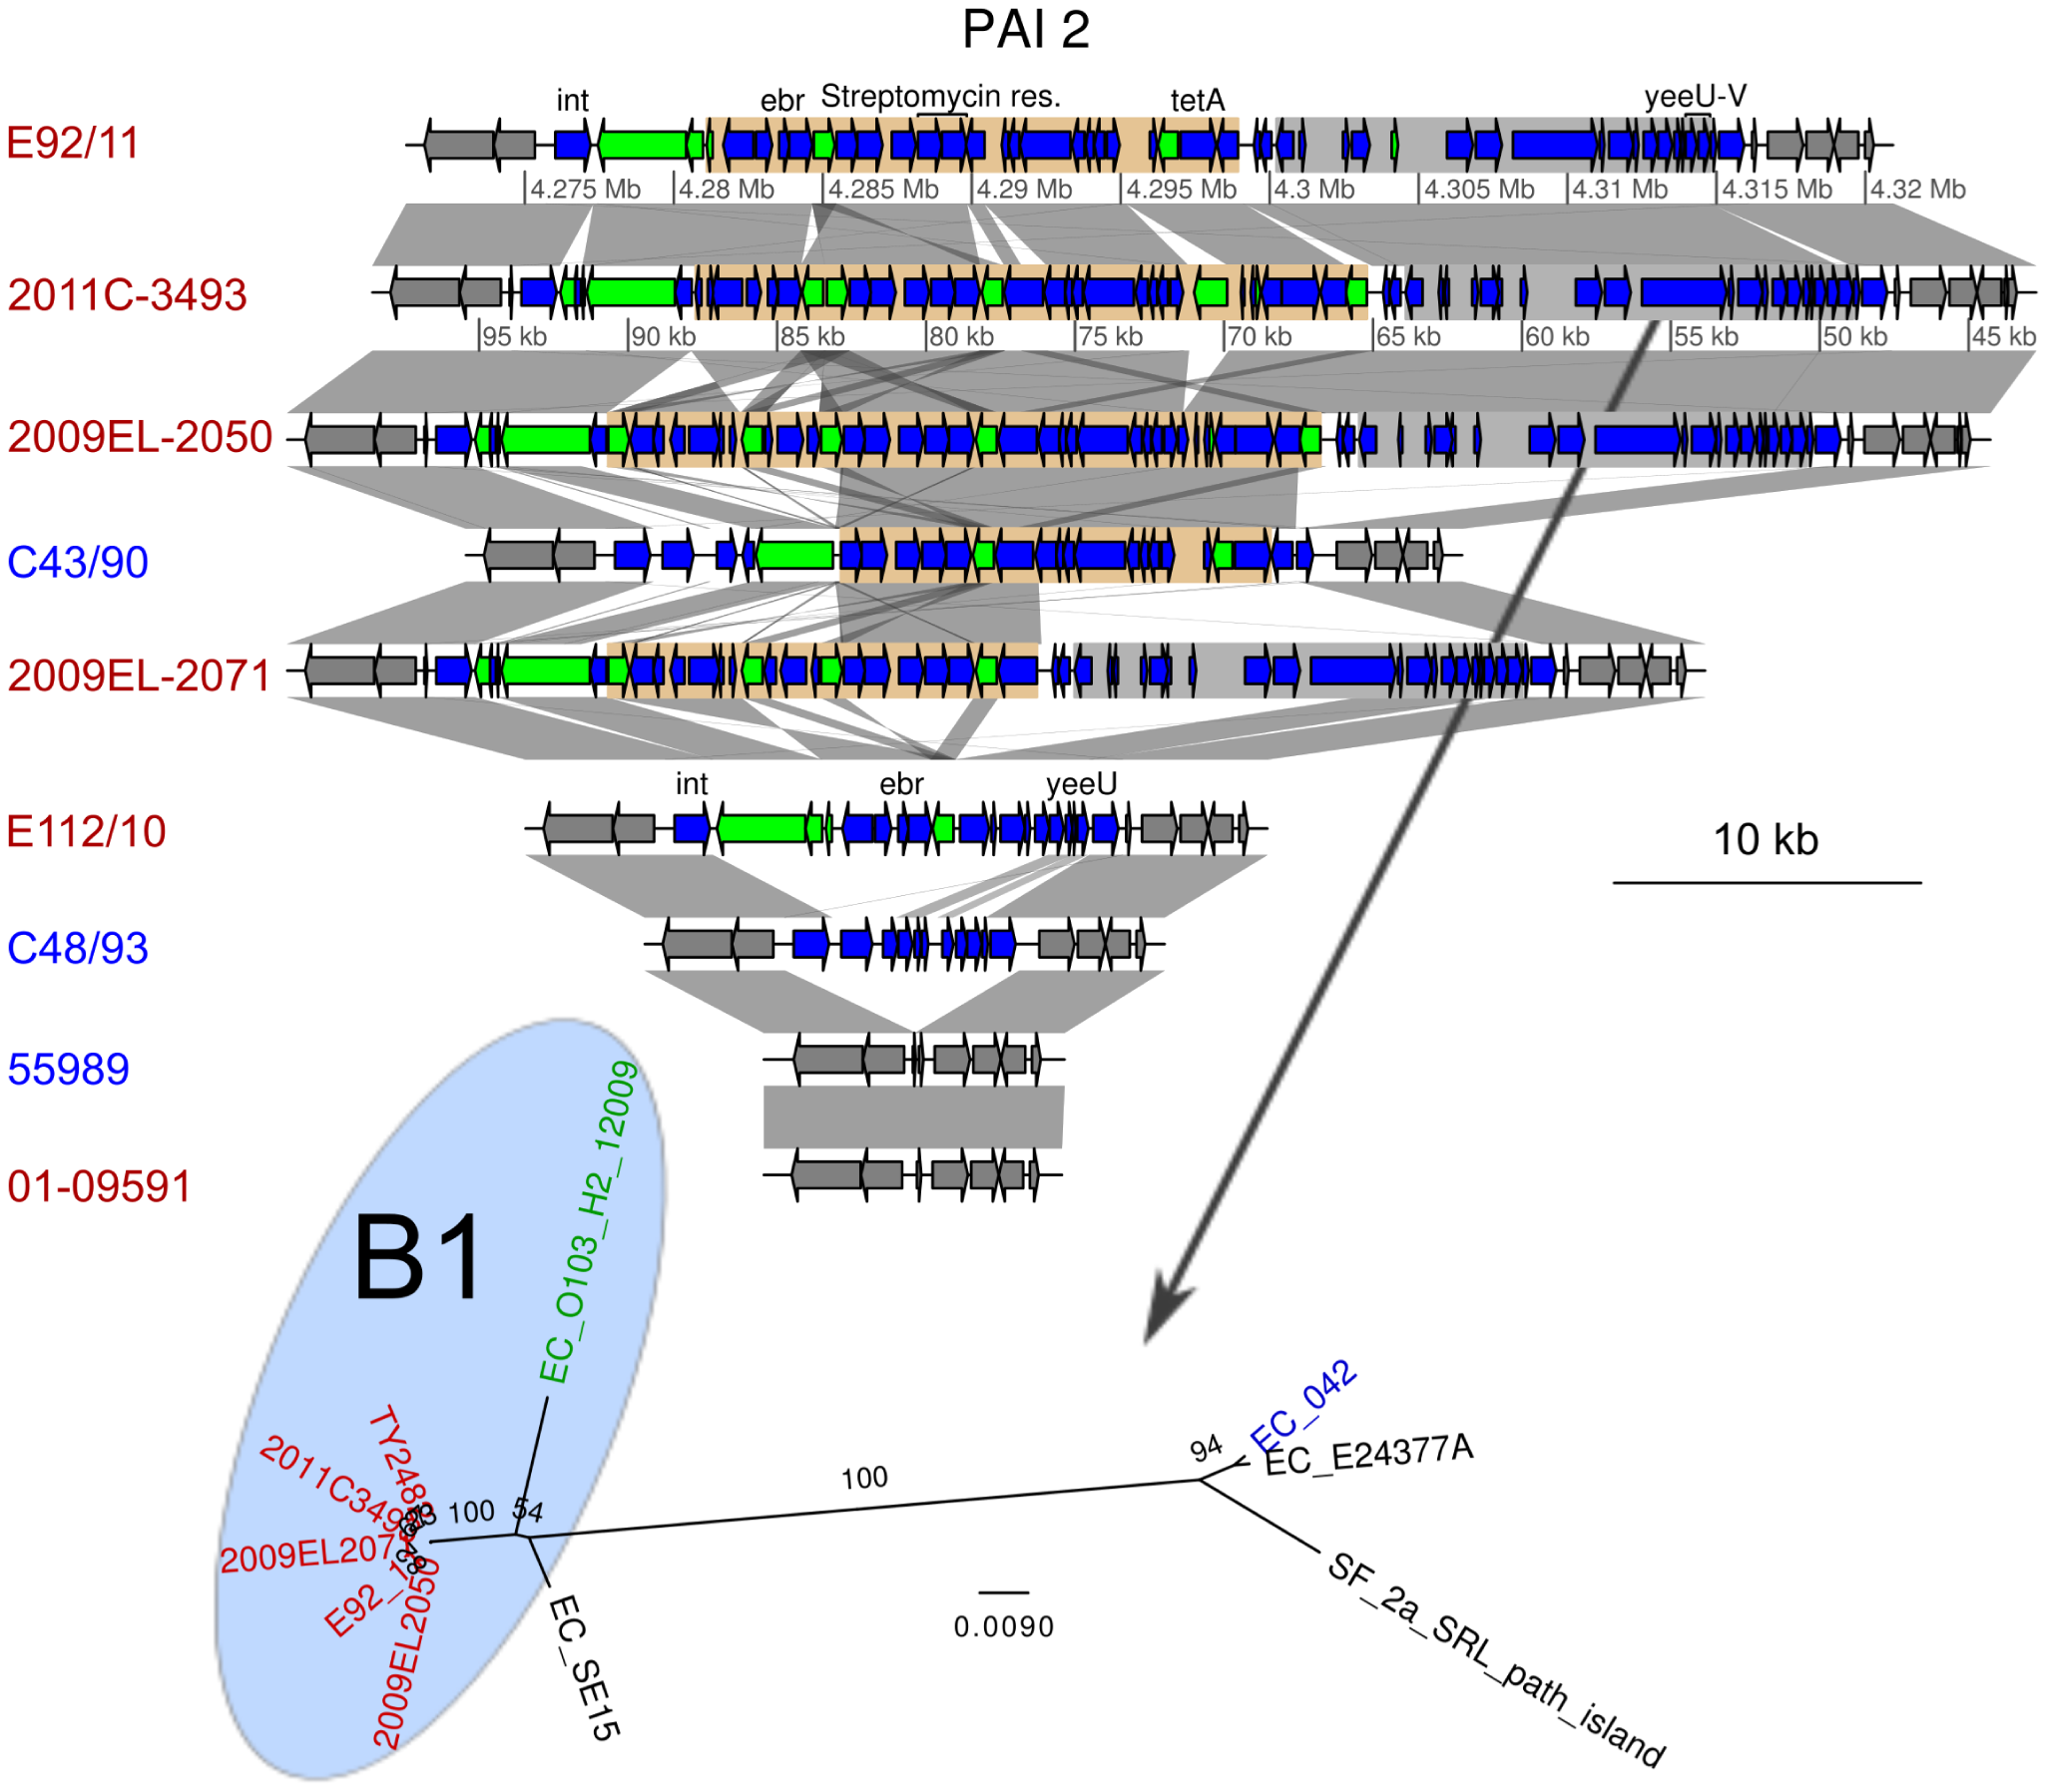 PAI 2
int ebr Streptomycin res. tetA yeeU-V
E92/11
4.275 Mb 4.28 Mb 4.285 Mb 4.29 Mb 4.295 Mb 4.3 Mb 4.305 Mb 4.31 Mb 4.315 Mb 4.32 Mb
2011C-3493
95 kb 90 kb 85 kb 80 kb 75 kb 70 kb 65 kb 60 kb 55 kb 50 kb 45 kb
2009EL-2050
C43/90
2009EL-2071
int ebr yeeU
E112/10
10 kb
C48/93
55989
01-09591
B1
EC_O103_H2_12009
EC_042
94
EC_E24377A
100
100 54
2009EL2050
EC_SE15
SF_2a_SRL_path_island
0.0090